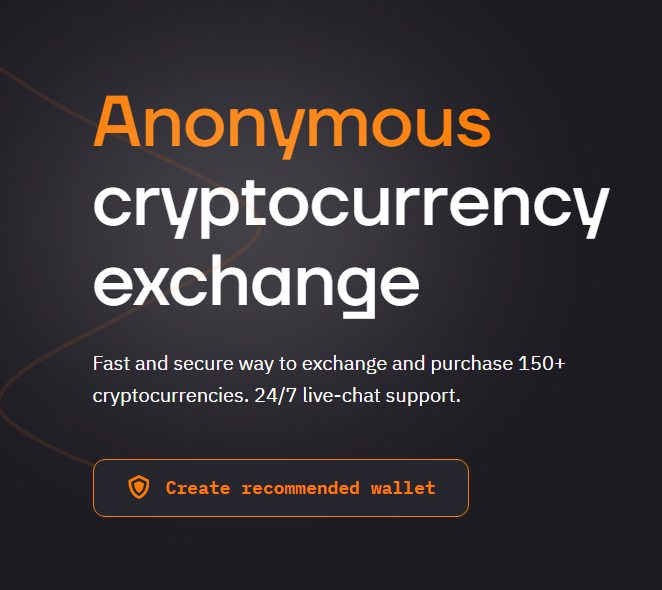 Anonymous
cryptocurrency
exchange
Fast and secure way to exchange and purchase 150+
cryptocurrencies. 24/7 live-chat support.
Create recommended wallet